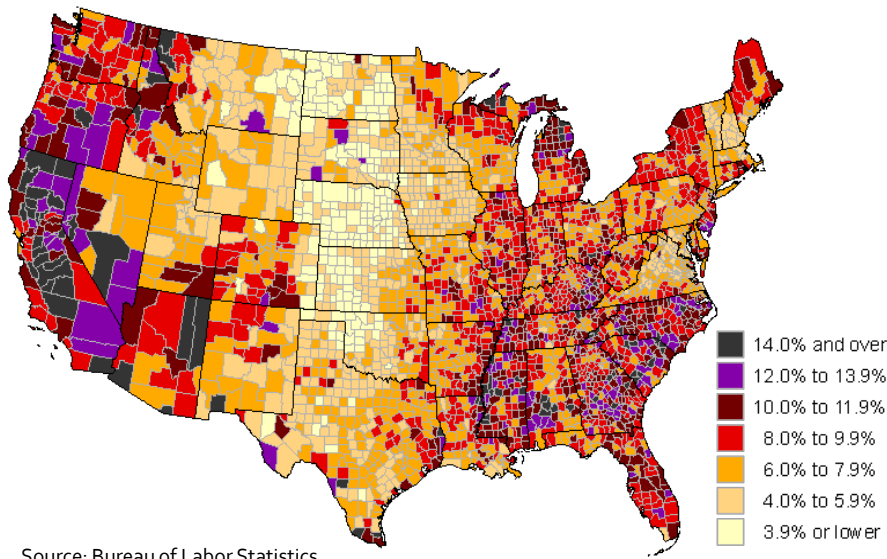 14.0% and over
12.0% to 13.9%
10.0% to 11.9%
8.0% to 9.9%
6.0% to 7.9%
4.0% to 5.9%
3.9% or lower
Source: Bureau of Labor Statistics